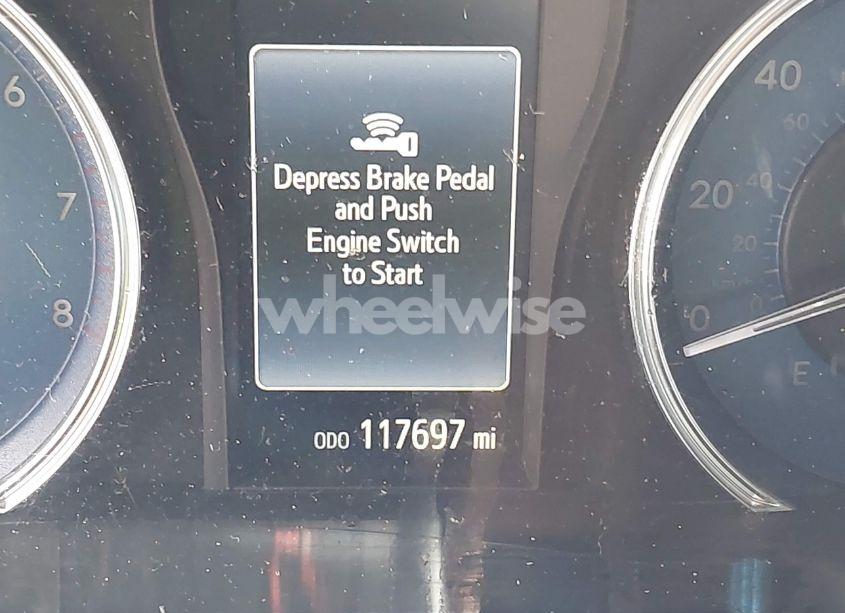 6
7
8
Depress Brake Pedal
and Push
Engine Switch
to Start
wheelwise
ODO 117697 mi
40
60
20
40
20
0
0
E